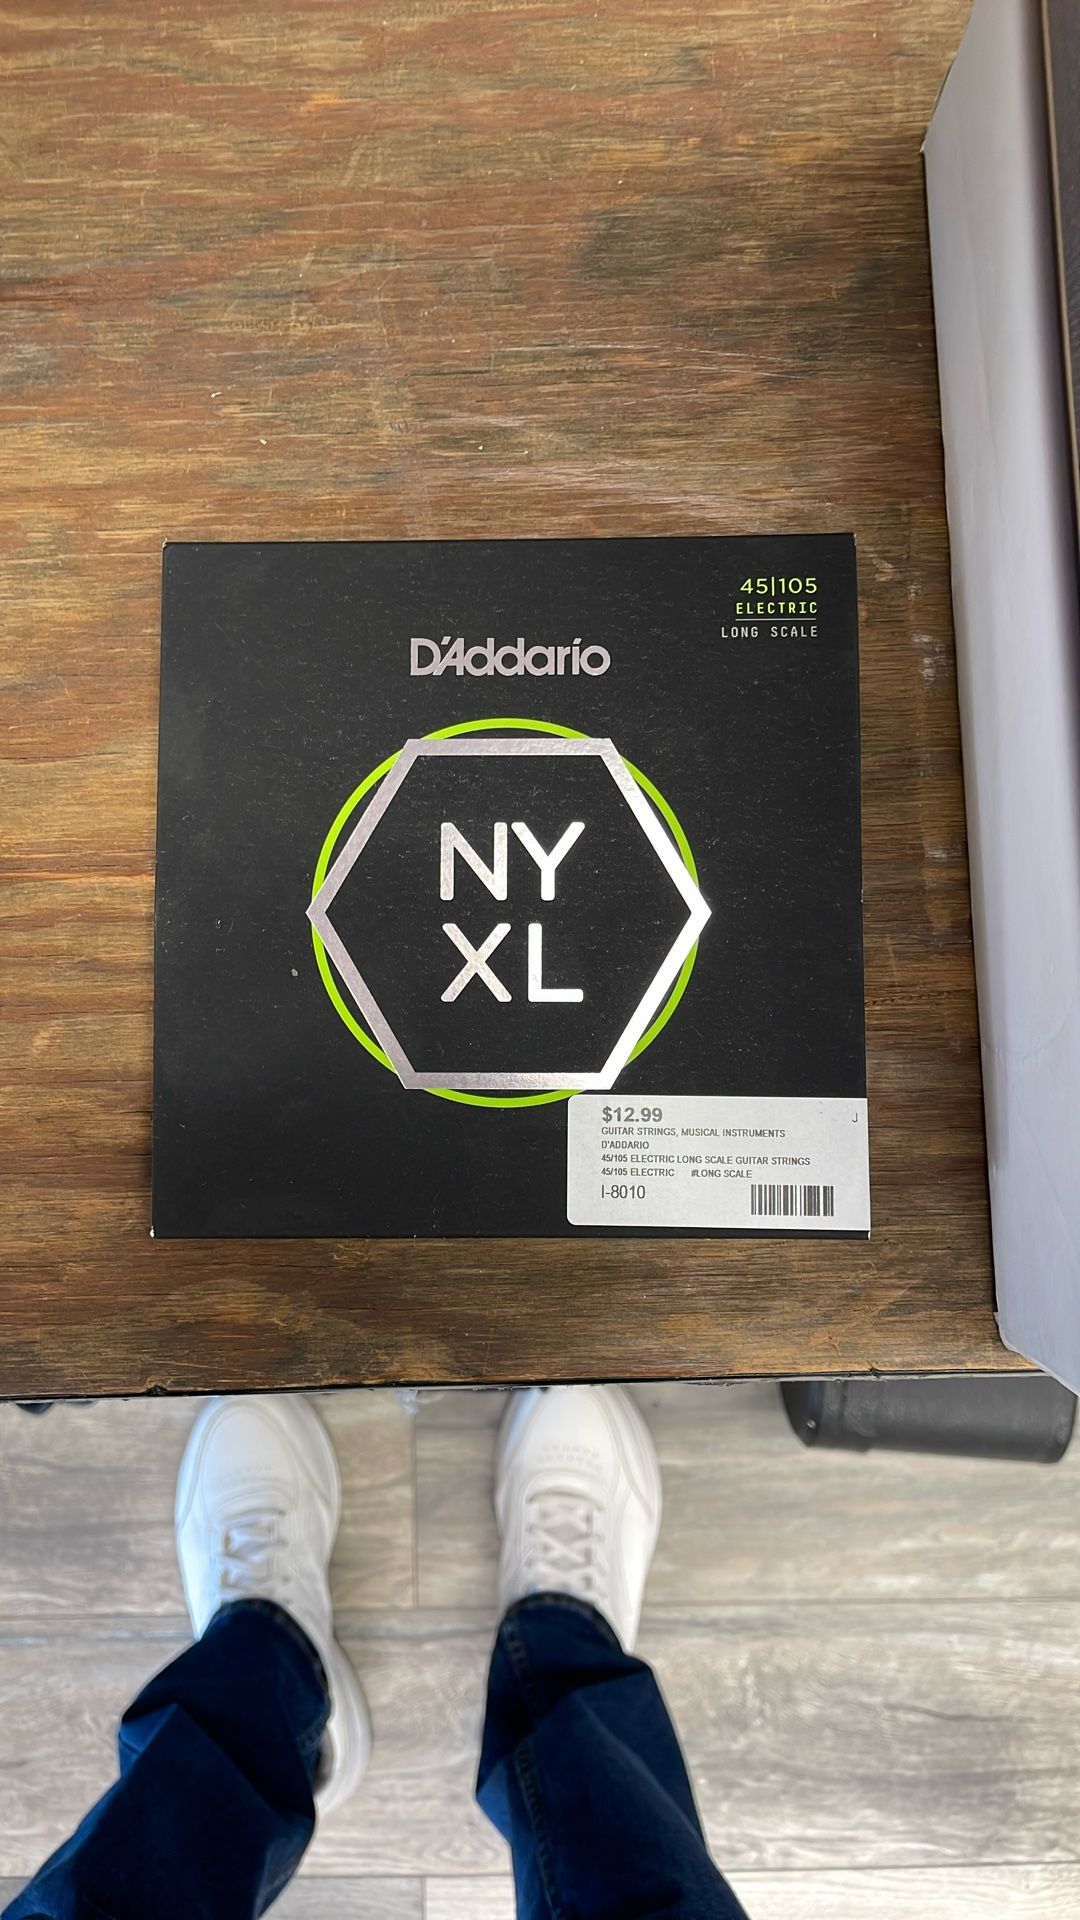 45|105
ELECTRIC
LONG SCALE
D'Addario
NY
XL
$12.99
J
GUITAR STRINGS, MUSICAL INSTRUMENTS
D'ADDARIO
45/105 ELECTRIC LONG SCALE GUITAR STRINGS
45/105 ELECTRIC #LONG SCALE
I-8010